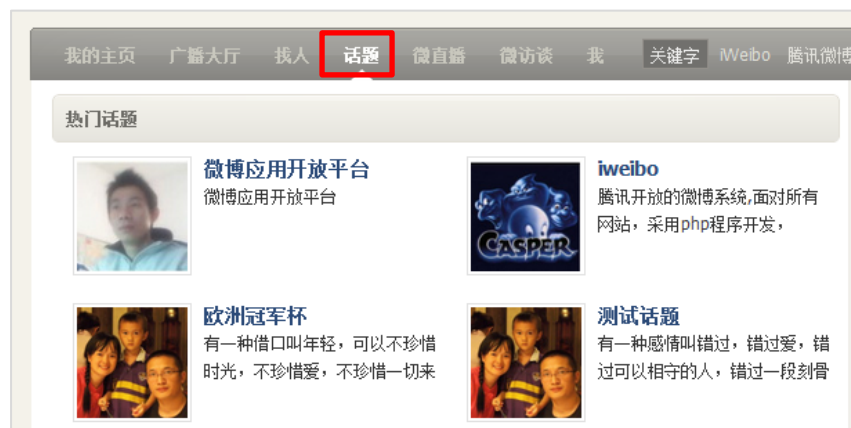 我的主页 广播大厅 找人 话题 微直播 微访谈 我 关键字 iWeibo 腾讯微博
热门话题
微博应用开放平台
微博应用开放平台
iweibo
腾讯开放的微博系统,面对所有
网站，采用php程序开发，
CASPER
欧洲冠军杯
有一种借口叫年轻，可以不珍惜
时光，不珍惜爱，不珍惜一切来
测试话题
有一种感情叫错过，错过爱，错
过可以相守的人，错过一段刻骨